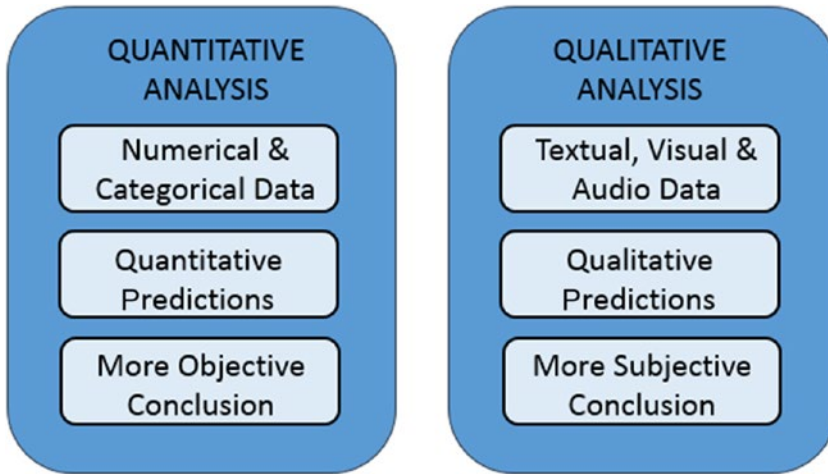 QUANTITATIVE
ANALYSIS
Numerical &
Categorical Data
Quantitative
Predictions
More Objective
Conclusion
QUALITATIVE
ANALYSIS
Textual, Visual &
Audio Data
Qualitative
Predictions
More Subjective
Conclusion